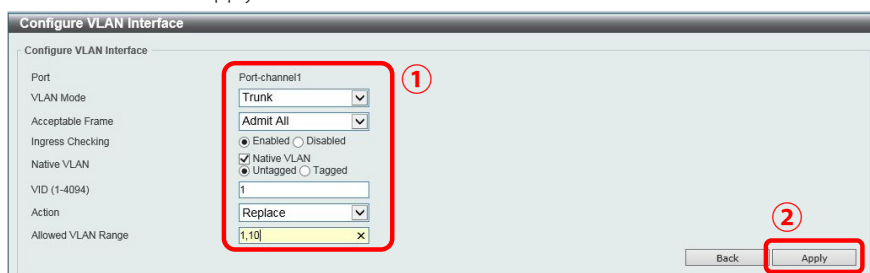 Configure VLAN Interface
Configure VLAN Interface
Port Port-channel1
①
VLAN Mode Trunk
Acceptable Frame Admit All
Ingress Checking Enabled Disabled
Native VLAN Native VLAN
Untagged Tagged
VID (1-4094) 1
Action Replace
②
Allowed VLAN Range 1,10 ×
Back Apply